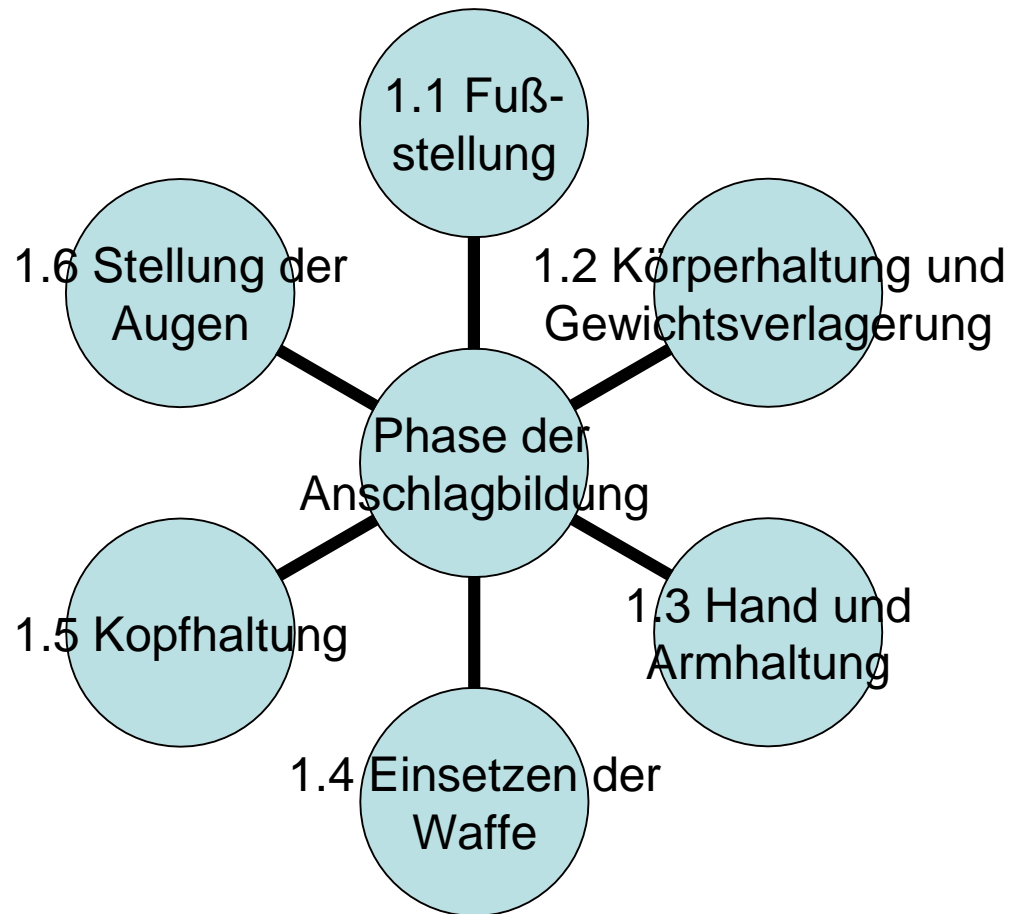 1.1 Fuß-
stellung
1.6 Stellung der
Augen
1.2 Körperhaltung und
Gewichtsverlagerung
Phase der
Anschlagbildung
1.5 Kopfhaltung
1.3 Hand und
Armhaltung
1.4 Einsetzen der
Waffe